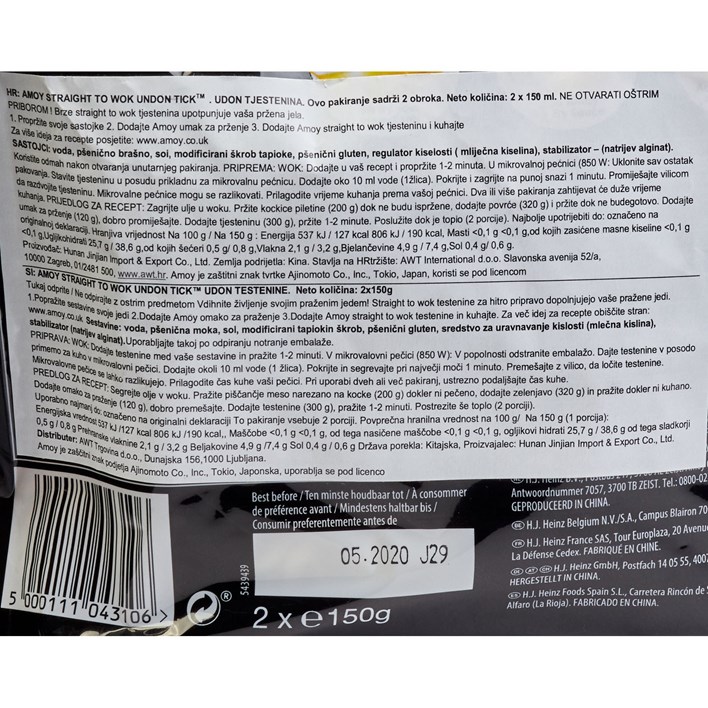 HR: AMOY STRAIGHT TO WOK UNDON TICK™ . UDON TJESTENINA. Ovo pakiranje sadrži 2 obroka. Neto količina: 2 x 150 ml. NE OTVARATI OŠTRIM
PRIBOROM ! Brze straight to wok tjestenina upotpunjuje vaša pržena jela.
1. Propržite svoje sastojke 2. Dodajte Amoy umak za prženje 3. Dodajte Amoy straight to wok tjesteninu i kuhajte
Za više ideja za recepte posjetite: www.amoy.co.uk
SASTOJCI: voda, pšenično brašno, sol, modificirani škrob tapioke, pšenični gluten, regulator kiselosti ( mliječna kiselina), stabilizator – (natrijev alginat).
Koristite odmah nakon otvaranja unutarnjeg pakiranja. PRIPREMA: WOK: Dodajte u vaš recept i propržite 1-2 minuta. U mikrovalnoj pećnici (850 W: Uklonite sav ostatak
pakovanja. Stavite tjesteninu u posudu prikladnu za mikrovalnu pećnicu. Dodajte oko 10 ml vode (1žlica). Pokrijte i zagrijte na punoj snazi 1 minutu. Promiješajte vilicom
da razdvojite tjesteninu. Mikrovalne pećnice mogu se razlikovati. Prilagodite vrijeme kuhanja prema vašoj pećnici. Dva ili više pakiranja zahtijevat će duže vrijeme
kuhanja. PRIJEDLOG ZA RECEPT: Zagrijte ulje u woku. Pržite kockice piletine (200 g) dok ne budu ispržene, dodajte povrće (320 g) i pržite dok ne budegotovo. Dodajte
umak za prženje (120 g), dobro promiješajte. Dodajte tjesteninu (300 g), pržite 1-2 minute. Poslužite dok je toplo (2 porcije). Najbolje upotrijebiti do: označeno na
originalnoj deklaraciji. Hranjiva vrijednost Na 100 g / Na 150 g : Energija 537 kJ / 127 kcal 806 kJ / 190 kcal, Masti <0,1 g <0,1 g,od kojih zasićene masne kiseline <0,1 g
<0,1 g,Ugljikohidrati 25,7 g / 38,6 g,od kojih šećeri 0,5 g/ 0,8 g,Vlakna 2,1 g / 3,2 g,Bjelančevine 4,9 g / 7,4 g,Sol 0,4 g/ 0,6 g.
Proizvođač: Hunan Jinjian Import & Export Co., Ltd. Zemlja podrijetla: Kina. Stavlja na HRtržište: AWT International d.o.o. Slavonska avenija 52/a,
10000 Zagreb, 01/2481 500, www.awt.hr. Amoy je zaštitni znak tvrtke Ajinomoto Co., Inc., Tokio, Japan, koristi se pod licencom
SI: AMOY STRAIGHT TO WOK UNDON TICK™ UDON TESTENINE. Neto količina: 2x150g
Tukaj odprite / Ne odpirajte z ostrim predmetom Vdihnite življenje svojim praženim jedem! Straight to wok testenine za hitro pripravo dopolnjujejo vaše pražene jedi.
1.Popražite sestavine svoje jedi 2.Dodajte Amoy omako za praženje 3.Dodajte Amoy straight to wok testenine in kuhajte. Za več idej za recepte obiščite stran:
www.amoy.co.uk Sestavine: voda, pšenična moka, sol, modificirani tapiokin škrob, pšenični gluten, sredstvo za uravnavanje kislosti (mlečna kislina),
stabilizator (natrijev alginat).Uporabljajte takoj po odpiranju notranje embalaže.
PRIPRAVA: WOK: Dodajte testenine med vaše sestavine in pražite 1-2 minuti. V mikrovalovni pečici (850 W): V popolnosti odstranite embalažo. Dajte testenine v posodo
primerno za kuho v mikrovalovni pečici. Dodajte okoli 10 ml vode (1 žlica). Pokrijte in segrevajte pri največji moči 1 minuto. Premešajte z vilico, da ločite testenine.
Mikrovalovne pečice se lahko razlikujejo. Prilagodite čas kuhe vaši pečici. Pri uporabi dveh ali več pakiranj, ustrezno podaljšajte čas kuhe.
PREDLOG ZA RECEPT: Segrejte olje v woku. Pražite piščančje meso narezano na kocke (200 g) dokler ni pečeno, dodajte zelenjavo (320 g) in pražite dokler ni kuhano.
Dodajte omako za praženje (120 g), dobro premešajte. Dodajte testenine (300 g), pražite 1-2 minuti. Postrezite še toplo (2 porciji).
Uporabno najmanj do: označeno na originalni deklaraciji To pakiranje vsebuje 2 porciji. Povprečna hranilna vrednost na 100 g/ Na 150 g (1 porcija):
Energijska vrednost 537 kJ /127 kcal 806 kJ /190 kcal,, Maščobe <0,1 g <0,1 g, od tega nasičene maščobe <0,1 g <0,1 g, ogljikovi hidrati 25,7 g / 38,6 g od tega sladkorji
0,5 g / 0,8 g Prehranske vlaknine 2,1 g / 3,2 g Beljakovine 4,9 g /7,4 g Sol 0,4 g / 0,6 g Država porekla: Kitajska, Proizvajalec: Hunan Jinjian Import & Export Co., Ltd.
Distributer: AWT Trgovina d.o.o., Dunajska 156,1000 Ljubljana.
Amoy je zaščitni znak podjetja Ajinomoto Co., Inc., Tokio, Japonska, uporablja se pod licenco
Best before / Ten minste houdbaar tot / À consommer
de préférence avant / Mindestens haltbar bis /
Consumir preferentemente antes de
05.2020 J29
5439439
2 x e 150g
5 000111 043106 >
®
Antwoordnummer 7057, 3700 TB ZEIST. Tel.: 0800-02
GEPRODUCEERD IN CHINA.
H.J. Heinz Belgium N.V./S.A., Campus Blairon 70
H.J. Heinz France SAS, Tour Europlaza, 20 Avenu
La Défense Cedex. FABRIQUÉ EN CHINE.
H.J. Heinz GmbH, Postfach 14 05 55, 400
HERGESTELLT IN CHINA.
H.J. Heinz Foods Spain S.L., Carretera Rincón de
Alfaro (La Rioja). FABRICADO EN CHINA.